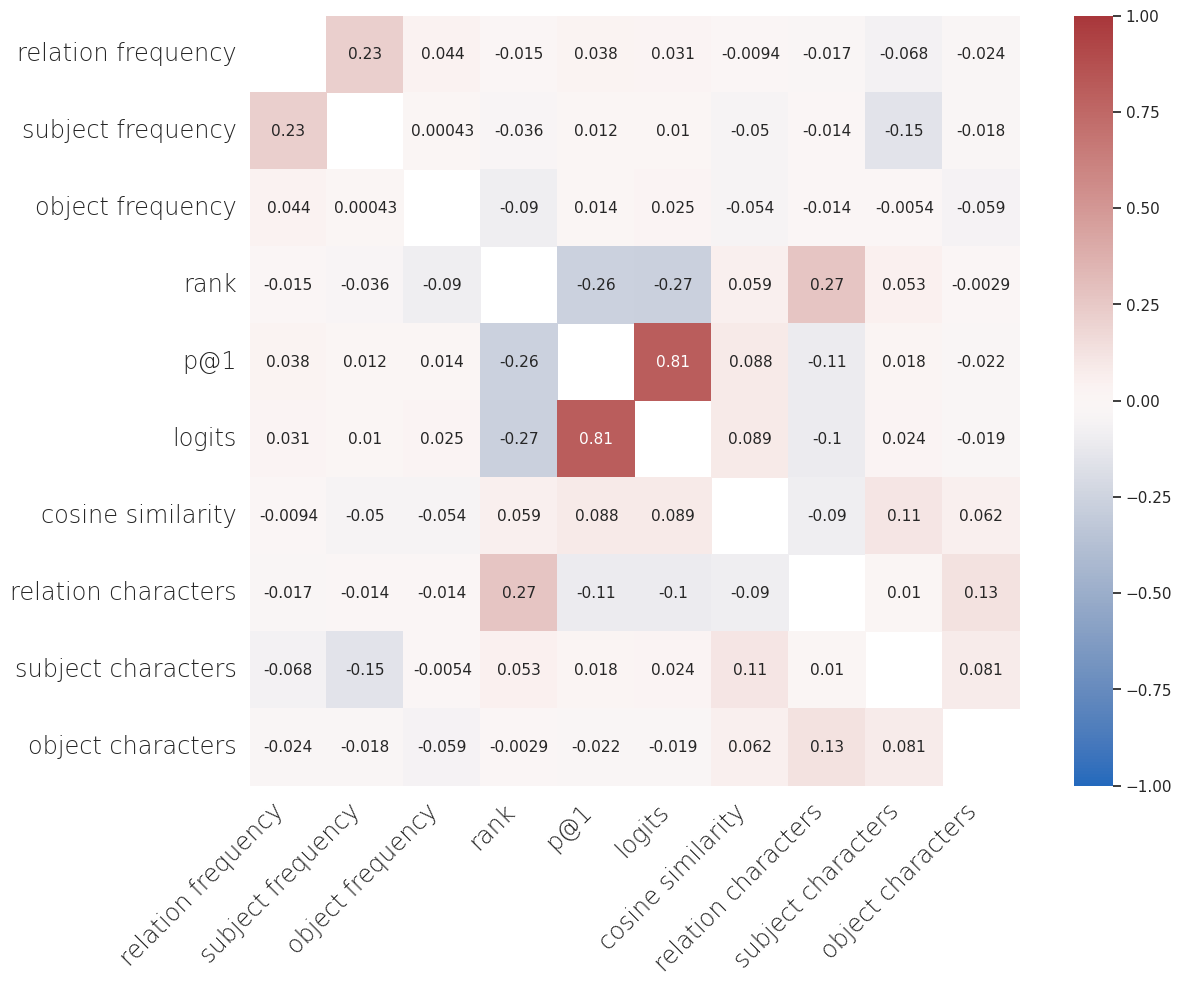 relation frequency 0.23 0.044 -0.015 0.038 0.031 -0.0094 -0.017 -0.068 -0.024
subject frequency 0.23 0.00043 -0.036 0.012 0.01 -0.05 -0.014 -0.15 -0.018
object frequency 0.044 0.00043 -0.09 0.014 0.025 -0.054 -0.014 -0.0054 -0.059
rank -0.015 -0.036 -0.09 -0.26 -0.27 0.059 0.27 0.053 -0.0029
p@1 0.038 0.012 0.014 -0.26 0.81 0.088 -0.11 0.018 -0.022
logits 0.031 0.01 0.025 -0.27 0.81 0.089 -0.1 0.024 -0.019
cosine similarity -0.0094 -0.05 -0.054 0.059 0.088 0.089 -0.09 0.11 0.062
relation characters -0.017 -0.014 -0.014 0.27 -0.11 -0.1 -0.09 0.01 0.13
subject characters -0.068 -0.15 -0.0054 0.053 0.018 0.024 0.11 0.01 0.081
object characters -0.024 -0.018 -0.059 -0.0029 -0.022 -0.019 0.062 0.13 0.081
relation frequency
subject frequency
object frequency
rank
p@1
logits
cosine similarity
relation characters
subject characters
object characters
1.00
0.75
0.50
0.25
0.00
−0.25
−0.50
−0.75
−1.00